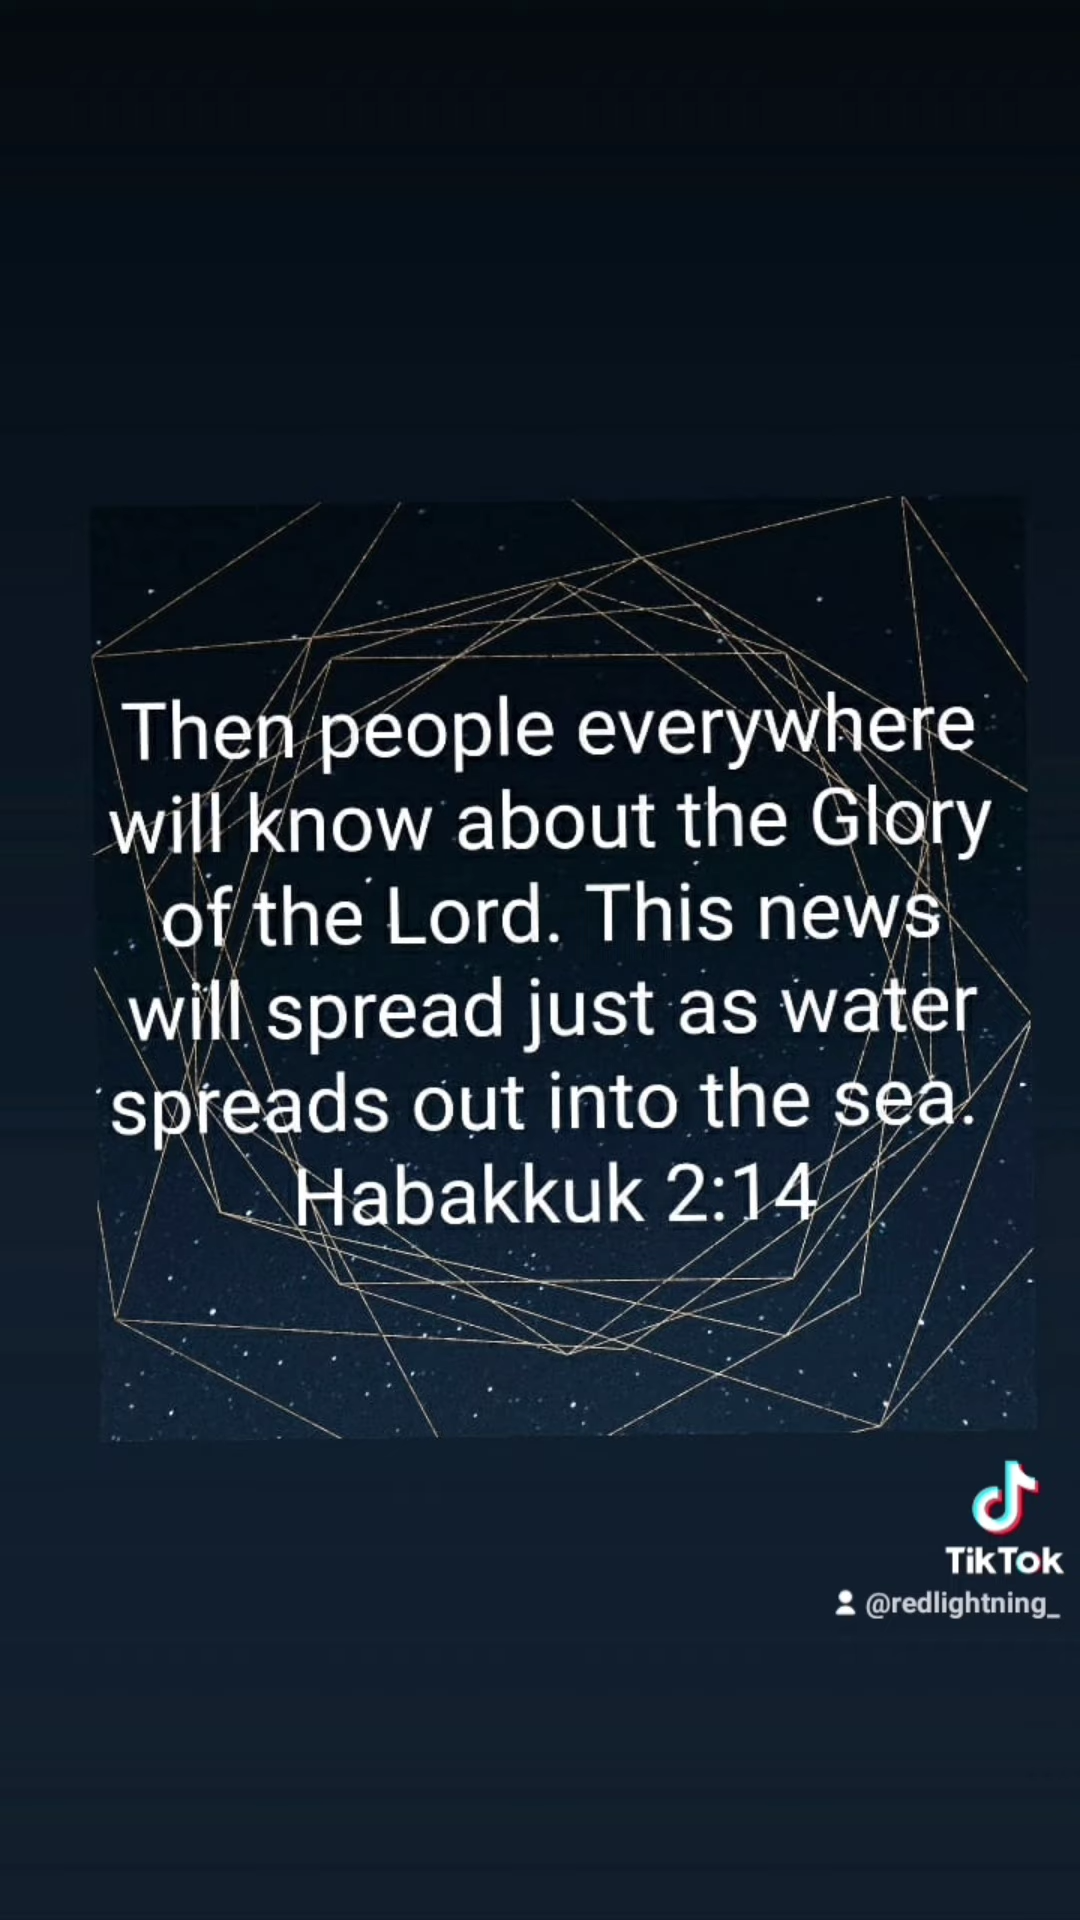 Then people everywhere
will know about the Glory
of the Lord. This news
will spread just as water
spreads out into the sea.
Habakkuk 2:14
TikTok
@redlightning_